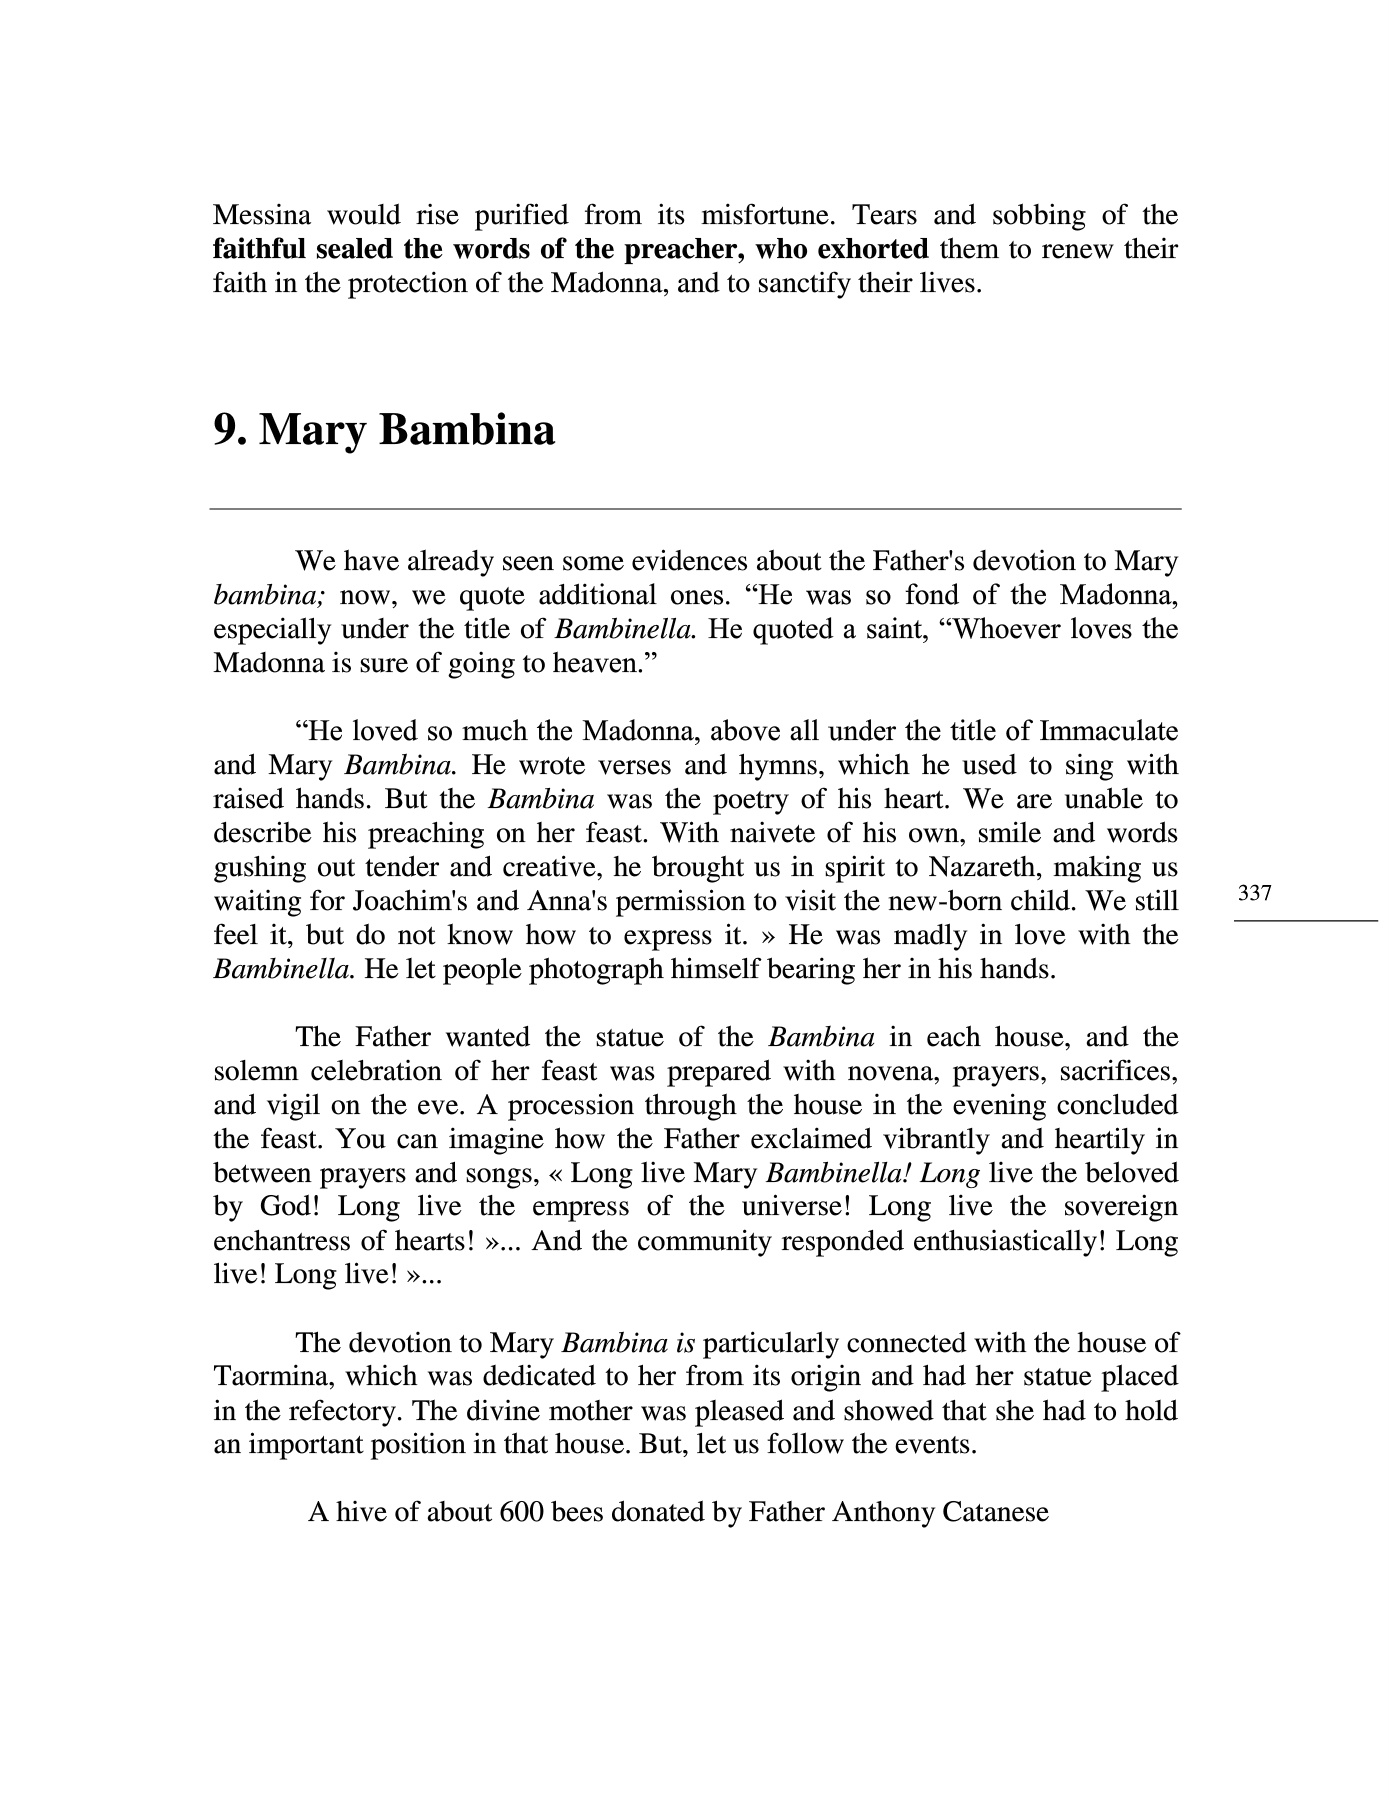 Messina would rise purified from its misfortune. Tears and sobbing of the
faithful sealed the words of the preacher, who exhorted them to renew their
faith in the protection of the Madonna, and to sanctify their lives.
9. Mary Bambina
We have already seen some evidences about the Father's devotion to Mary
bambina; now, we quote additional ones. “He was so fond of the Madonna,
especially under the title of Bambinella. He quoted a saint, “Whoever loves the
Madonna is sure of going to heaven.”
“He loved so much the Madonna, above all under the title of Immaculate
and Mary Bambina. He wrote verses and hymns, which he used to sing with
raised hands. But the Bambina was the poetry of his heart. We are unable to
describe his preaching on her feast. With naivete of his own, smile and words
gushing out tender and creative, he brought us in spirit to Nazareth, making us
waiting for Joachim's and Anna's permission to visit the new-born child. We still
feel it, but do not know how to express it. » He was madly in love with the
Bambinella. He let people photograph himself bearing her in his hands.
337
The Father wanted the statue of the Bambina in each house, and the
solemn celebration of her feast was prepared with novena, prayers, sacrifices,
and vigil on the eve. A procession through the house in the evening concluded
the feast. You can imagine how the Father exclaimed vibrantly and heartily in
between prayers and songs, « Long live Mary Bambinella! Long live the beloved
by God! Long live the empress of the universe! Long live the sovereign
enchantress of hearts! »... And the community responded enthusiastically! Long
live! Long live! »...
The devotion to Mary Bambina is particularly connected with the house of
Taormina, which was dedicated to her from its origin and had her statue placed
in the refectory. The divine mother was pleased and showed that she had to hold
an important position in that house. But, let us follow the events.
A hive of about 600 bees donated by Father Anthony Catanese